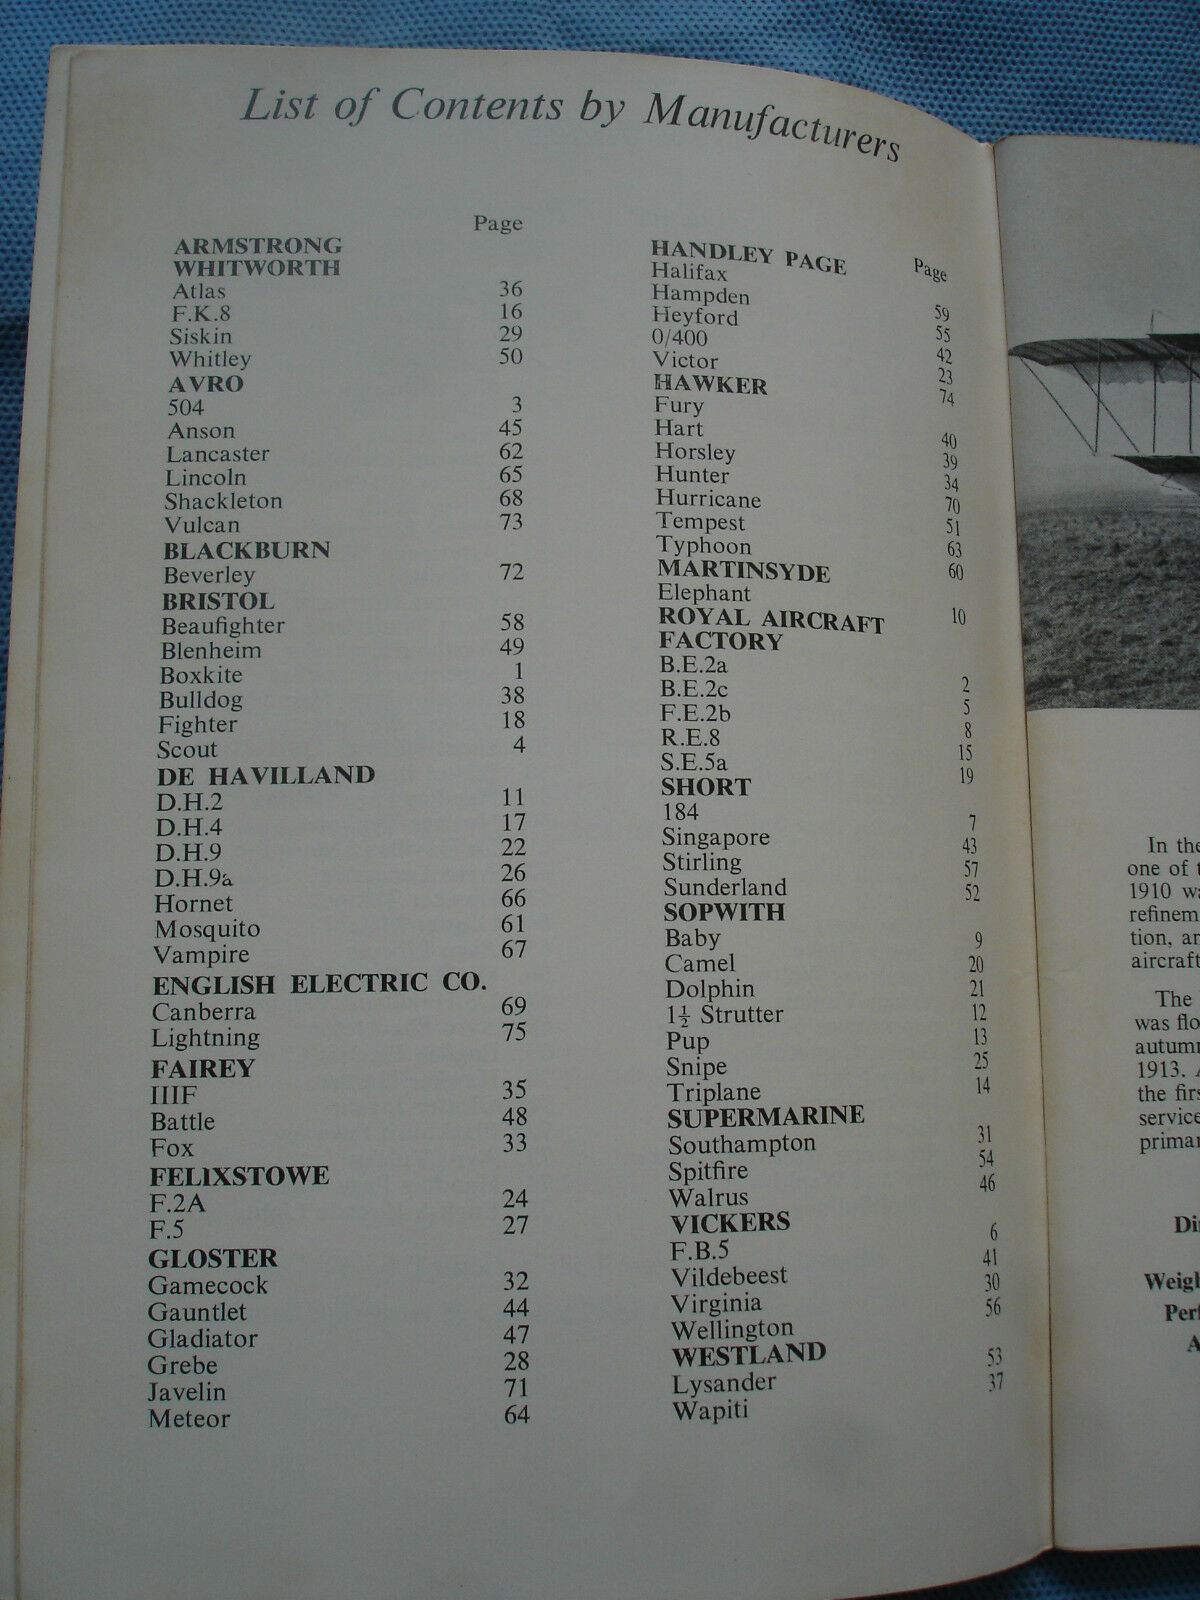 List of Contents by Manufacturers
Page
ARMSTRONG
WHITWORTH
Atlas 36
F.K.8 16
Siskin 29
Whitley 50
AVRO
504 3
Anson 45
Lancaster 62
Lincoln 65
Shackleton 68
Vulcan 73
BLACKBURN
Beverley 72
BRISTOL
Beaufighter 58
Blenheim 49
Boxkite 1
Bulldog 38
Fighter 18
Scout 4
DE HAVILLAND
D.H.2 11
D.H.4 17
D.H.9 22
D.H.9a 26
Hornet 66
Mosquito 61
Vampire 67
ENGLISH ELECTRIC CO.
Canberra 69
Lightning 75
FAIREY
IIIF 35
Battle 48
Fox 33
FELIXSTOWE
F.2A 24
F.5 27
GLOSTER
Gamecock 32
Gauntlet 44
Gladiator 47
Grebe 28
Javelin 71
Meteor 64
HANDLEY PAGE Page
Halifax 59
Hampden 55
Heyford 42
0/400 23
Victor 74
HAWKER
Fury 40
Hart 39
Horsley 34
Hunter 70
Hurricane 51
Tempest 63
Typhoon 60
MARTINSYDE
Elephant 10
ROYAL AIRCRAFT
FACTORY
B.E.2a 2
B.E.2c 5
F.E.2b 8
R.E.8 15
S.E.5a 19
SHORT
184 7
Singapore 43
Stirling 57
Sunderland 52
SOPWITH
Baby 9
Camel 20
Dolphin 21
1½ Strutter 12
Pup 13
Snipe 25
Triplane 14
SUPERMARINE
Southampton 31
Spitfire 54
Walrus 46
VICKERS
F.B.5 6
Vildebeest 41
Virginia 30
Wellington 56
WESTLAND
Lysander 53
Wapiti 37
In the
one of
1910
refinem
tion,
aircraft
The
was flo
autumn
1913.
the firs
service
primar
Di
Weigh
Per
A